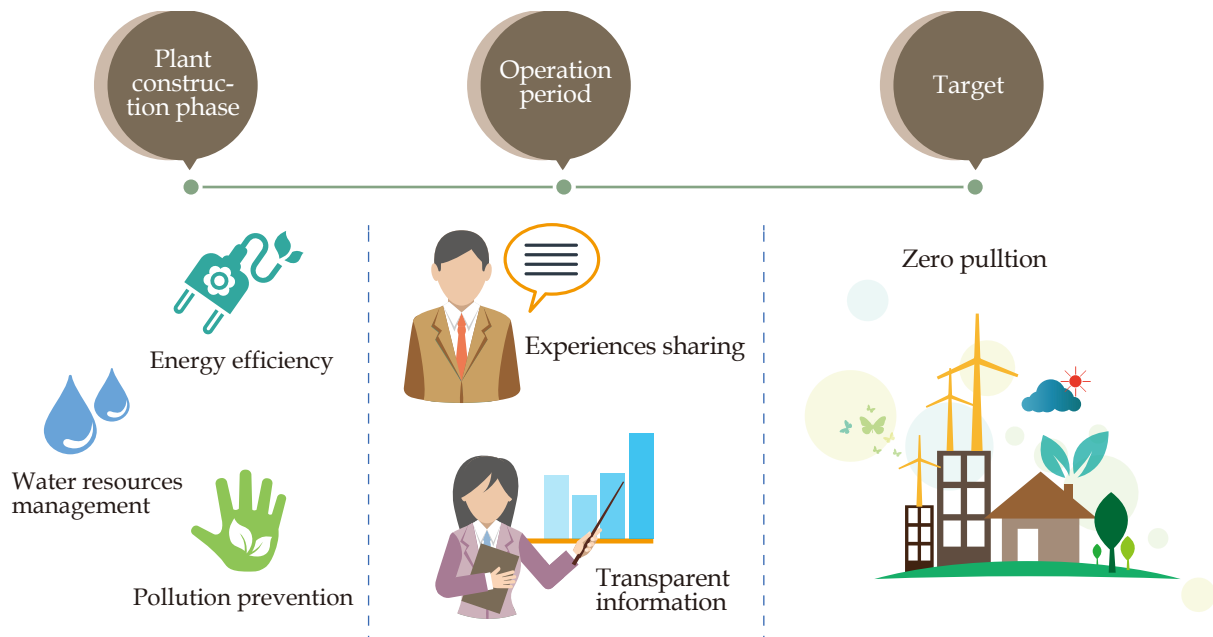 Plant
construc-
tion phase
Operation
period
Target
Energy efficiency
Water resources
management
Pollution prevention
Experiences sharing
Transparent
information
Zero pulltion